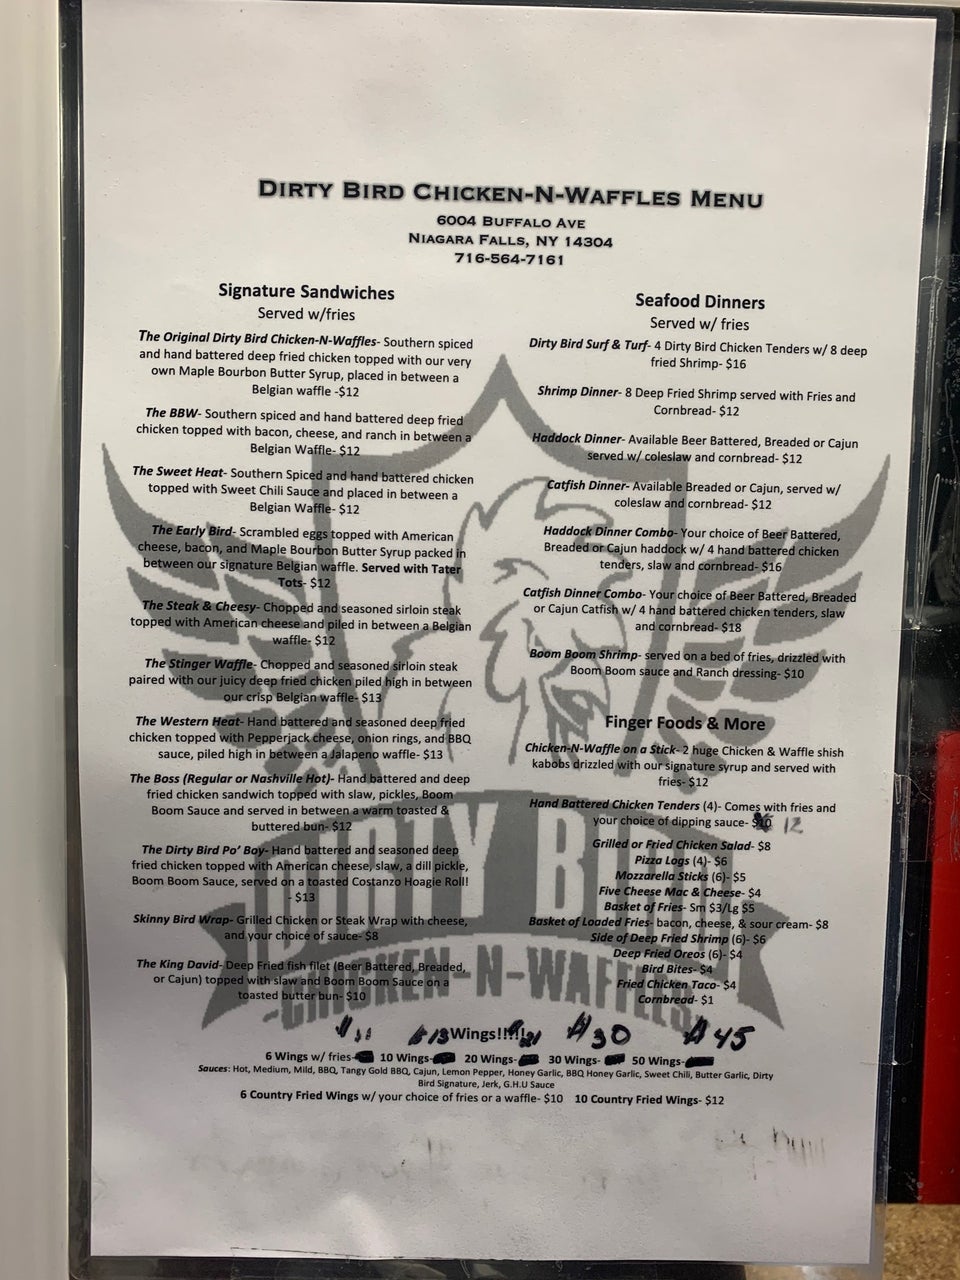 DIRTY BIRD CHICKEN-N-WAFFLES MENU
6004 BUFFALO AVE
NIAGARA FALLS, NY 14304
716-564-7161
Signature Sandwiches
Served w/fries
The Original Dirty Bird Chicken-N-Waffles- Southern spiced
and hand battered deep fried chicken topped with our very
own Maple Bourbon Butter Syrup, placed in between a
Belgian waffle -$12
The BBW- Southern spiced and hand battered deep fried
chicken topped with bacon, cheese, and ranch in between a
Belgian Waffle- $12
The Sweet Heat- Southern Spiced and hand battered chicken
topped with Sweet Chili Sauce and placed in between a
Belgian Waffle- $12
The Early Bird- Scrambled eggs topped with American
cheese, bacon, and Maple Bourbon Butter Syrup packed in
between our signature Belgian waffle. Served with Tater
Tots- $12
The Steak & Cheesy- Chopped and seasoned sirloin steak
topped with American cheese and piled in between a Belgian
waffle- $12
The Stinger Waffle- Chopped and seasoned sirloin steak
paired with our juicy deep fried chicken piled high in between
our crisp Belgian waffle- $13
The Western Heat- Hand battered and seasoned deep fried
chicken topped with Pepperjack cheese, onion rings, and BBQ
sauce, piled high in between a Jalapeno waffle- $13
The Boss (Regular or Nashville Hot)- Hand battered and deep
fried chicken sandwich topped with slaw, pickles, Boom
Boom Sauce and served in between a warm toasted &
buttered bun- $12
The Dirty Bird Po' Boy- Hand battered and seasoned deep
fried chicken topped with American cheese, slaw, a dill pickle,
Boom Boom Sauce, served on a toasted Costanzo Hoagie Roll!
- $13
Skinny Bird Wrap- Grilled Chicken or Steak Wrap with cheese,
and your choice of sauce- $8
The King David- Deep Fried fish filet (Beer Battered, Breaded,
or Cajun) topped with slaw and Boom Boom Sauce on a
toasted butter bun- $10
Seafood Dinners
Served w/ fries
Dirty Bird Surf & Turf- 4 Dirty Bird Chicken Tenders w/ 8 deep
fried Shrimp- $16
Shrimp Dinner- 8 Deep Fried Shrimp served with Fries and
Cornbread- $12
Haddock Dinner- Available Beer Battered, Breaded or Cajun
served w/ coleslaw and cornbread- $12
Catfish Dinner- Available Breaded or Cajun, served w/
coleslaw and cornbread- $12
Haddock Dinner Combo- Your choice of Beer Battered,
Breaded or Cajun haddock w/ 4 hand battered chicken
tenders, slaw and cornbread- $16
Catfish Dinner Combo- Your choice of Beer Battered, Breaded
or Cajun Catfish w/ 4 hand battered chicken tenders, slaw
and cornbread- $18
Boom Boom Shrimp- served on a bed of fries, drizzled with
Boom Boom sauce and Ranch dressing- $10
Finger Foods & More
Chicken-N-Waffle on a Stick- 2 huge Chicken & Waffle shish
kabobs drizzled with our signature syrup and served with
fries- $12
Hand Battered Chicken Tenders (4)- Comes with fries and
your choice of dipping sauce- $10 12
Grilled or Fried Chicken Salad- $8
Pizza Logs (4)- $6
Mozzarella Sticks (6)- $5
Five Cheese Mac & Cheese- $4
Basket of Fries- Sm $3/Lg $5
Basket of Loaded Fries- bacon, cheese, & sour cream- $8
Side of Deep Fried Shrimp (6)- $6
Deep Fried Oreos (6)- $4
Bird Bites- $4
Fried Chicken Taco- $4
Cornbread- $1
DIRTY BIRD
-CHICKEN-N-WAFFLES-
$11 $13 Wings!!!! $21 $30 $45
6 Wings w/ fries- 10 Wings- 20 Wings- 30 Wings- 50 Wings-
Sauces: Hot, Medium, Mild, BBQ, Tangy Gold BBQ, Cajun, Lemon Pepper, Honey Garlic, BBQ Honey Garlic, Sweet Chili, Butter Garlic, Dirty
Bird Signature, Jerk, G.H.U Sauce
6 Country Fried Wings w/ your choice of fries or a waffle- $10 10 Country Fried Wings- $12